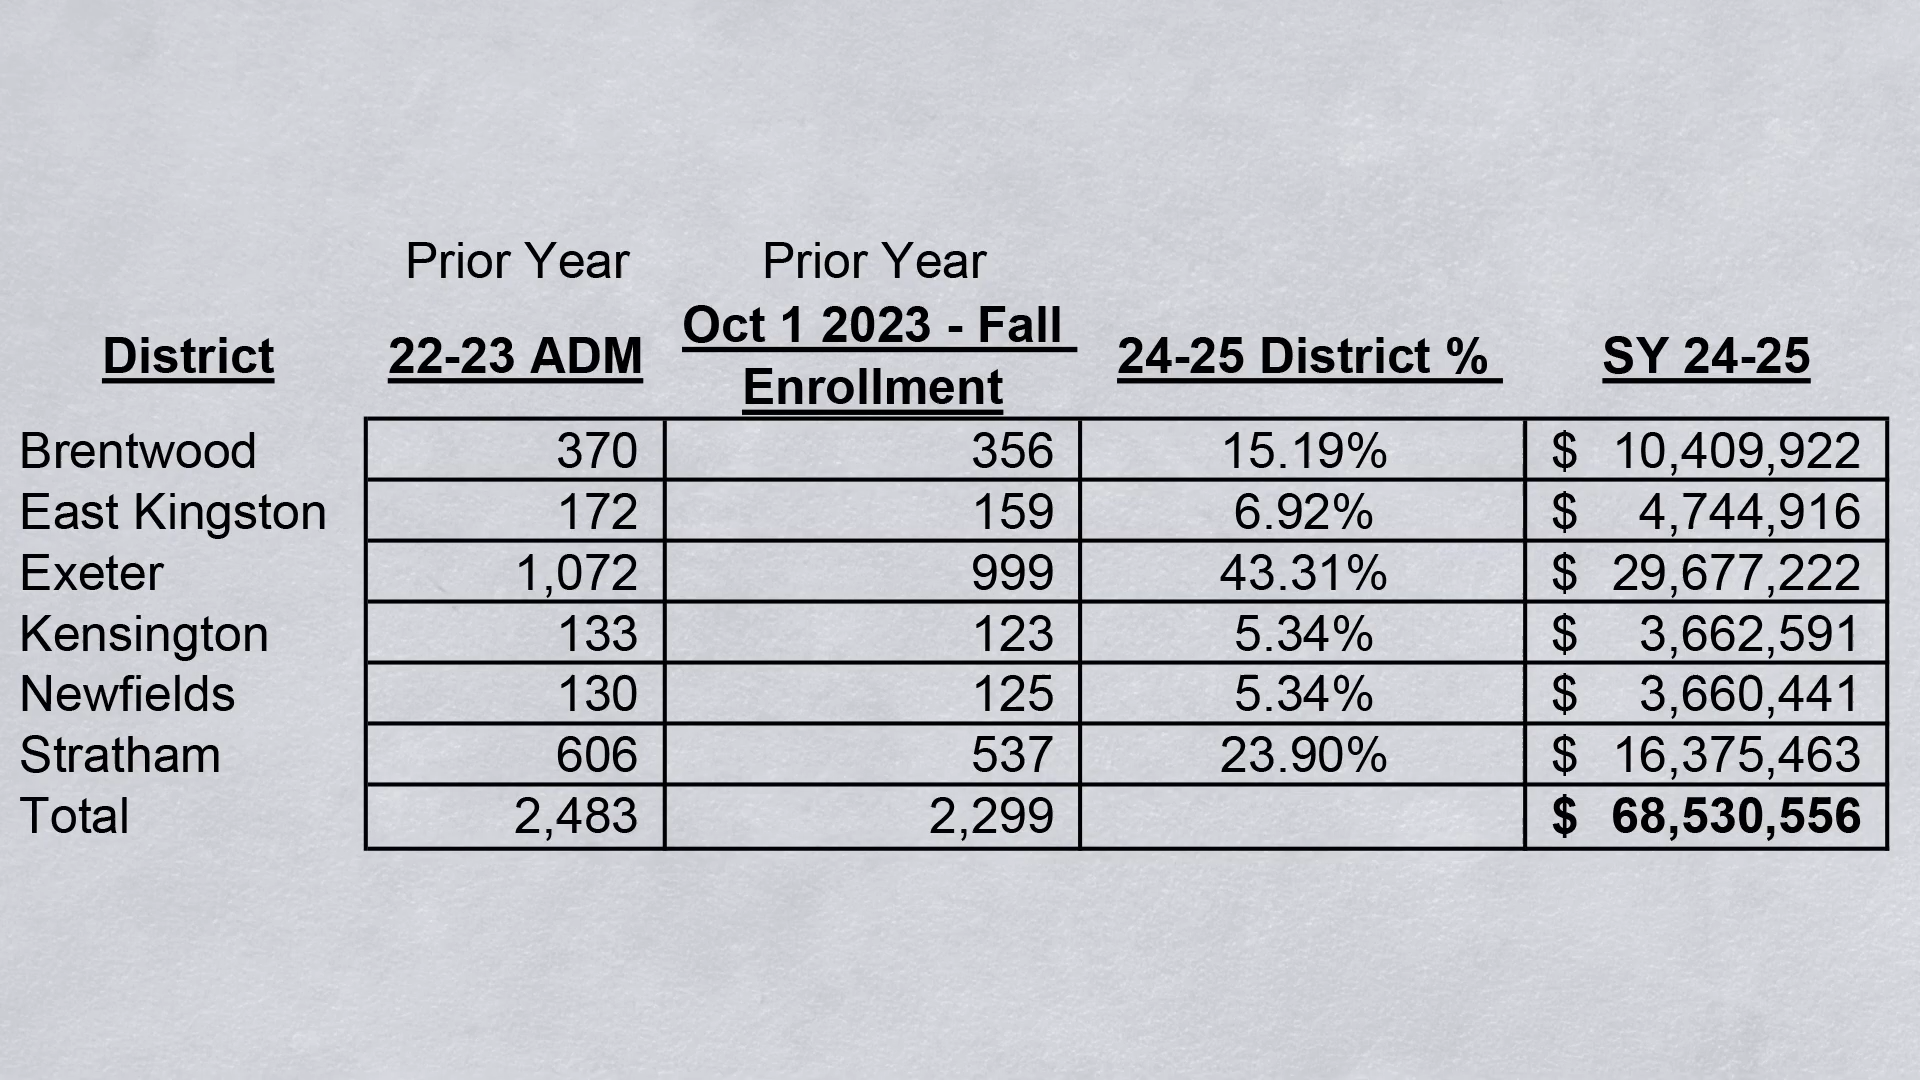 Prior Year Prior Year
District 22-23 ADM Oct 1 2023 - Fall Enrollment 24-25 District % SY 24-25
Brentwood 370 356 15.19% $ 10,409,922
East Kingston 172 159 6.92% $ 4,744,916
Exeter 1,072 999 43.31% $ 29,677,222
Kensington 133 123 5.34% $ 3,662,591
Newfields 130 125 5.34% $ 3,660,441
Stratham 606 537 23.90% $ 16,375,463
Total 2,483 2,299 $ 68,530,556